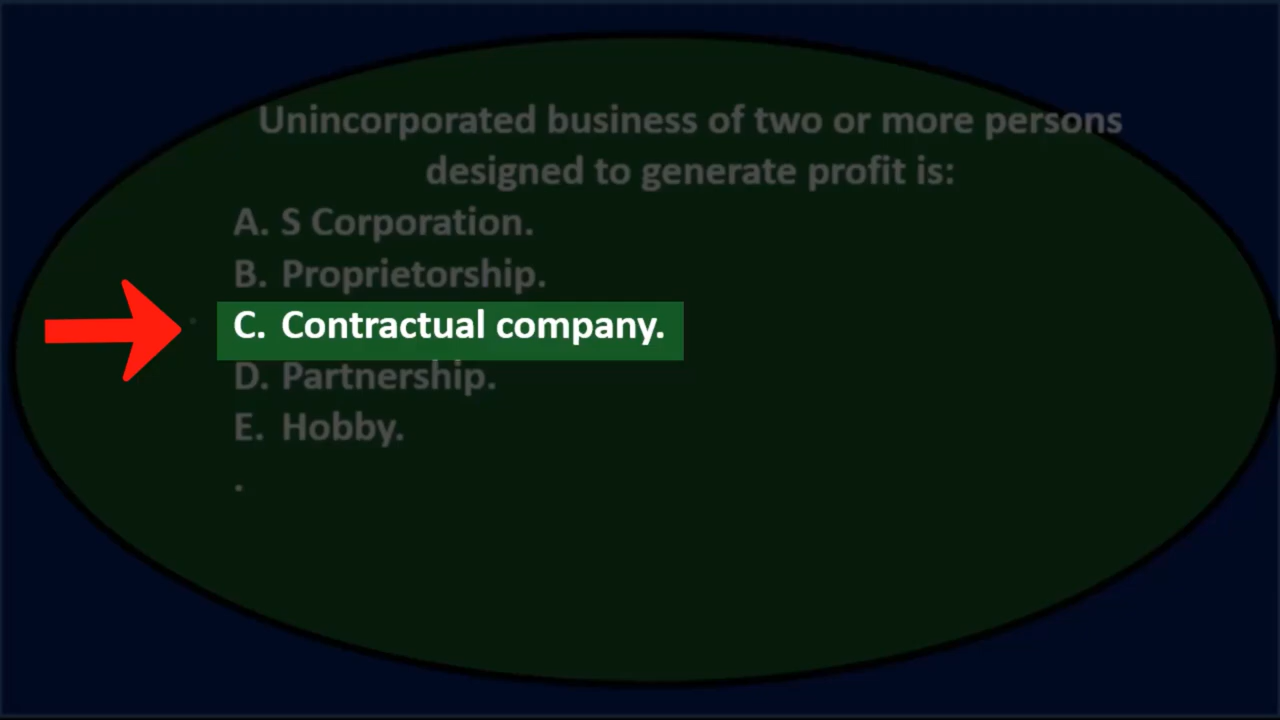 Unincorporated business of two or more persons
designed to generate profit is:
A. S Corporation.
B. Proprietorship.
C. Contractual company.
D. Partnership.
E. Hobby.
.